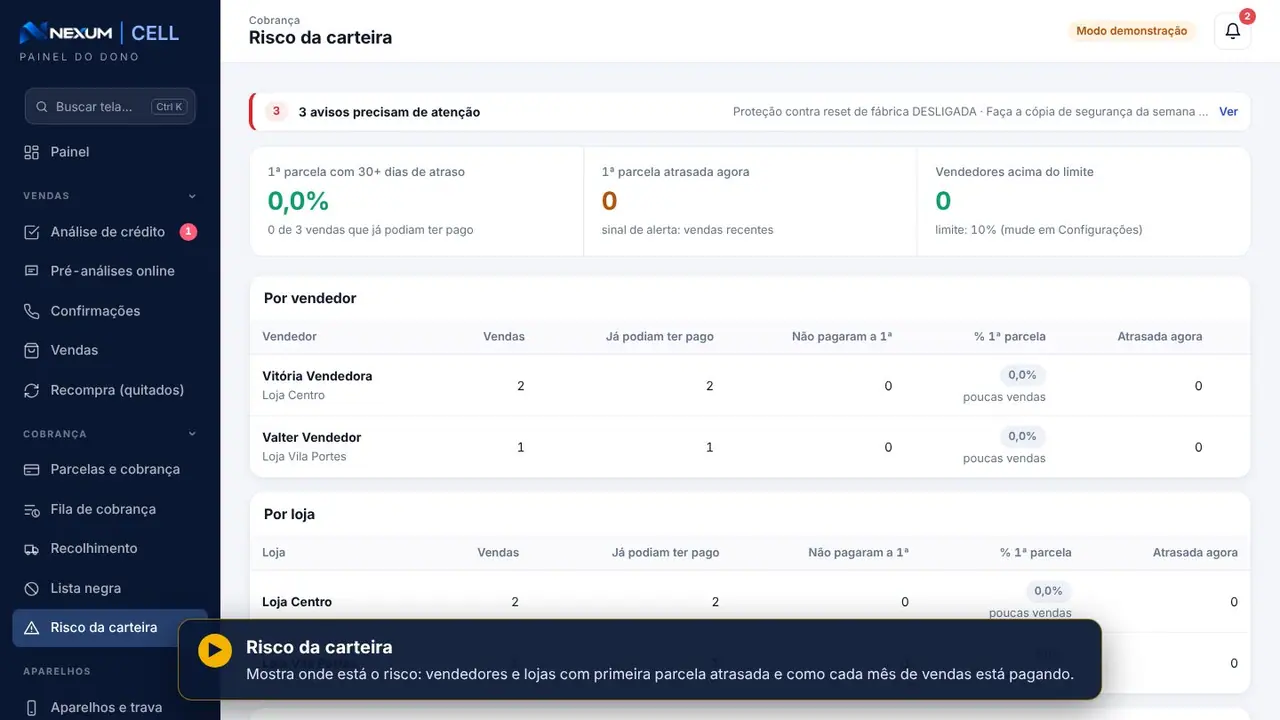 NEXUM | CELL
PAINEL DO DONO
Buscar tela... Ctrl K
Painel
VENDAS
Análise de crédito 1
Pré-análises online
Confirmações
Vendas
Recompra (quitados)
COBRANÇA
Parcelas e cobrança
Fila de cobrança
Recolhimento
Lista negra
Risco da carteira
APARELHOS
Aparelhos e trava
Cobrança
Risco da carteira
Modo demonstração
2
3 3 avisos precisam de atenção Proteção contra reset de fábrica DESLIGADA · Faça a cópia de segurança da semana ... Ver
1ª parcela com 30+ dias de atraso
0,0%
0 de 3 vendas que já podiam ter pago
1ª parcela atrasada agora
0
sinal de alerta: vendas recentes
Vendedores acima do limite
0
limite: 10% (mude em Configurações)
Por vendedor
Vendedor Vendas Já podiam ter pago Não pagaram a 1ª % 1ª parcela Atrasada agora
Vitória Vendedora 2 2 0 0,0% 0
Loja Centro poucas vendas
Valter Vendedor 1 1 0 0,0% 0
Loja Vila Portes poucas vendas
Por loja
Loja Vendas Já podiam ter pago Não pagaram a 1ª % 1ª parcela Atrasada agora
Loja Centro 2 2 0 0,0% 0
poucas vendas
0
Risco da carteira
Mostra onde está o risco: vendedores e lojas com primeira parcela atrasada e como cada mês de vendas está pagando.